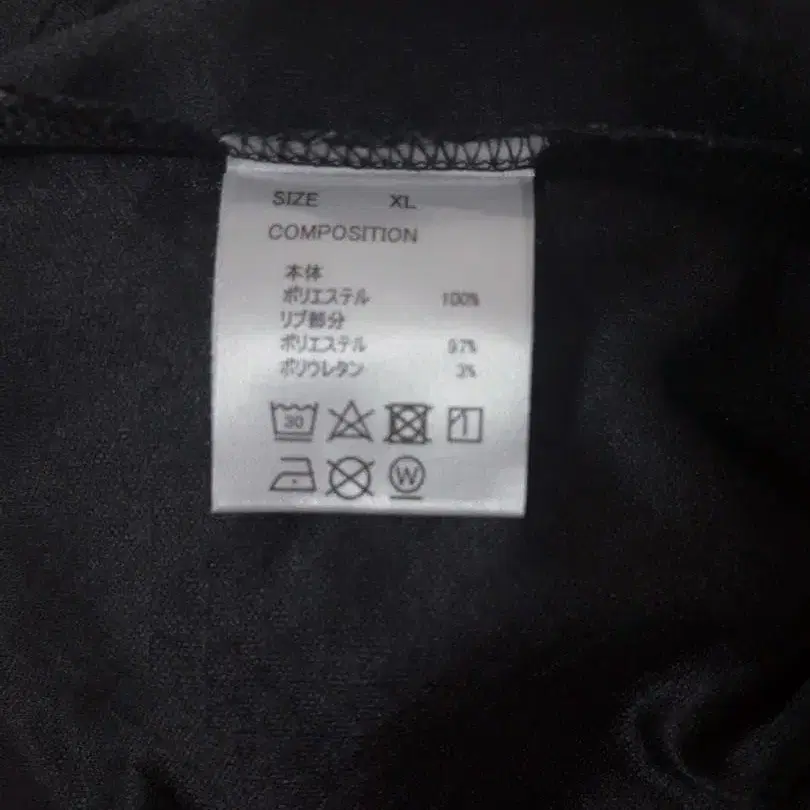 SIZE XL
COMPOSITION
本体
ポリエステル 100%
リブ部分
ポリエステル 97%
ポリウレタン 3%
30
W